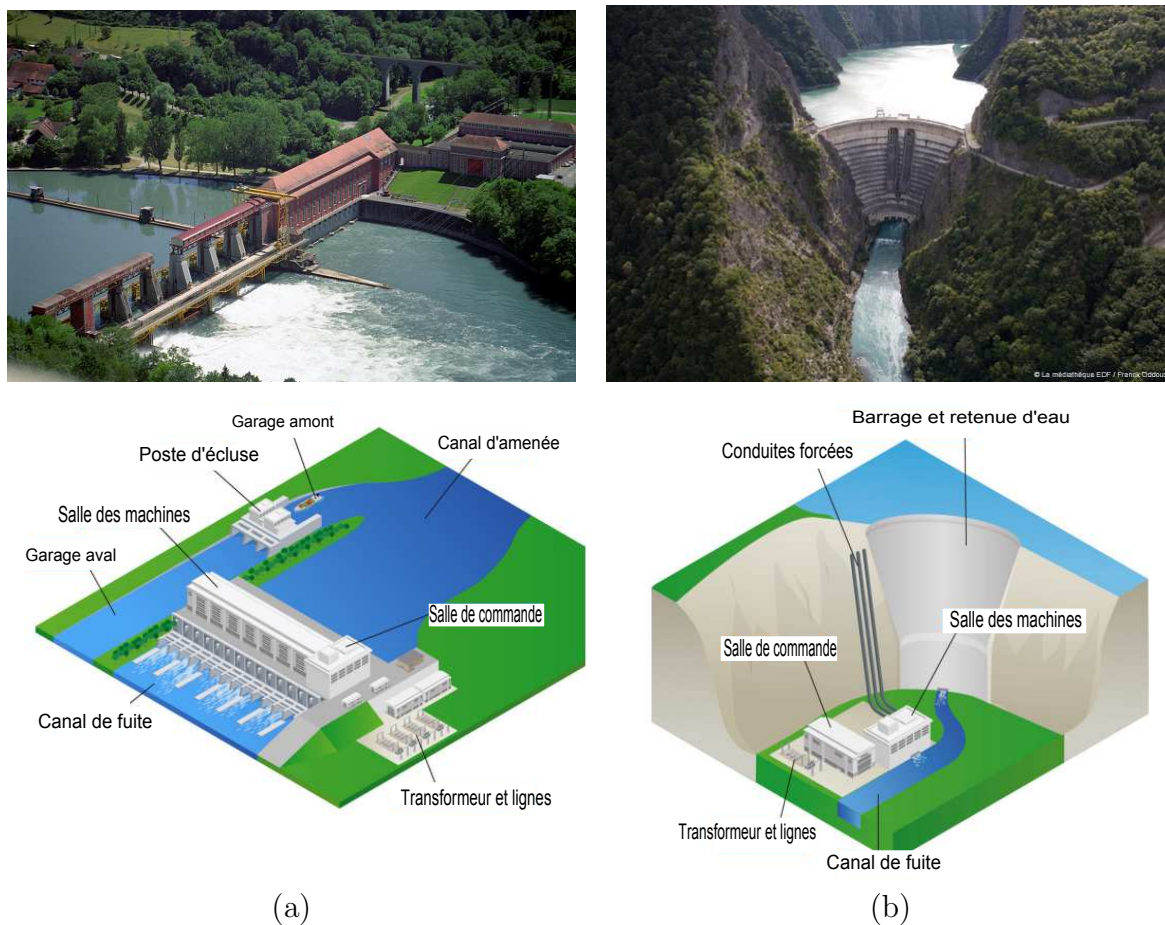 © La médiathèque EDF / Franck Oddoux
Garage amont
Poste d'écluse
Canal d'amenée
Salle des machines
Garage aval
Salle de commande
Canal de fuite
Transformeur et lignes
(a)
Barrage et retenue d'eau
Conduites forcées
Salle des machines
Salle de commande
Transformeur et lignes
Canal de fuite
(b)